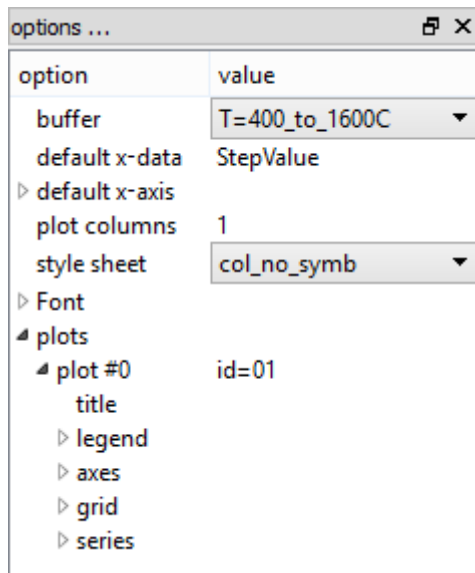 options ...
option value
buffer T=400_to_1600C
default x-data StepValue
default x-axis
plot columns 1
style sheet col_no_symb
Font
plots
plot #0 id=01
title
legend
axes
grid
series